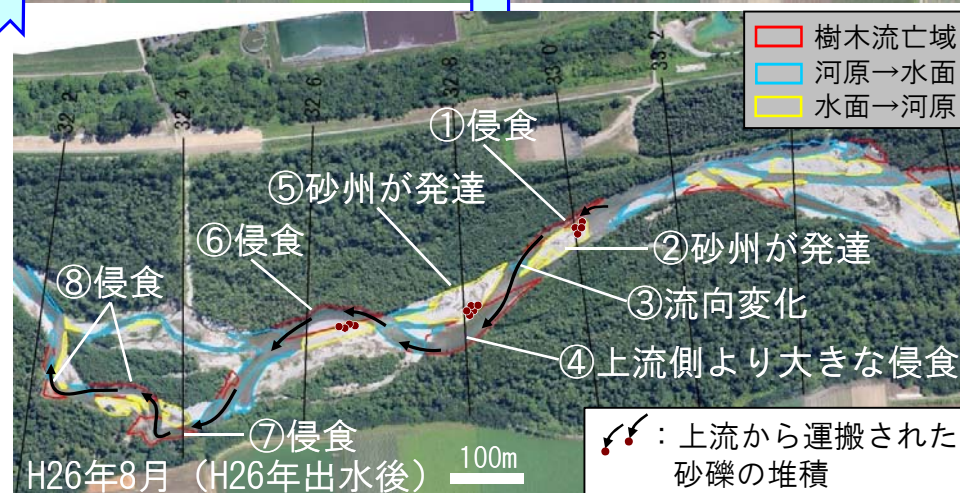 樹木流亡域
河原→水面
水面→河原
32.2
32.4
32.6
32.8
33.0
33.2
①侵食
⑤砂州が発達
⑥侵食
②砂州が発達
⑧侵食
③流向変化
④上流側より大きな侵食
⑦侵食
H26年8月（H26年出水後）
100m
：上流から運搬された
砂礫の堆積